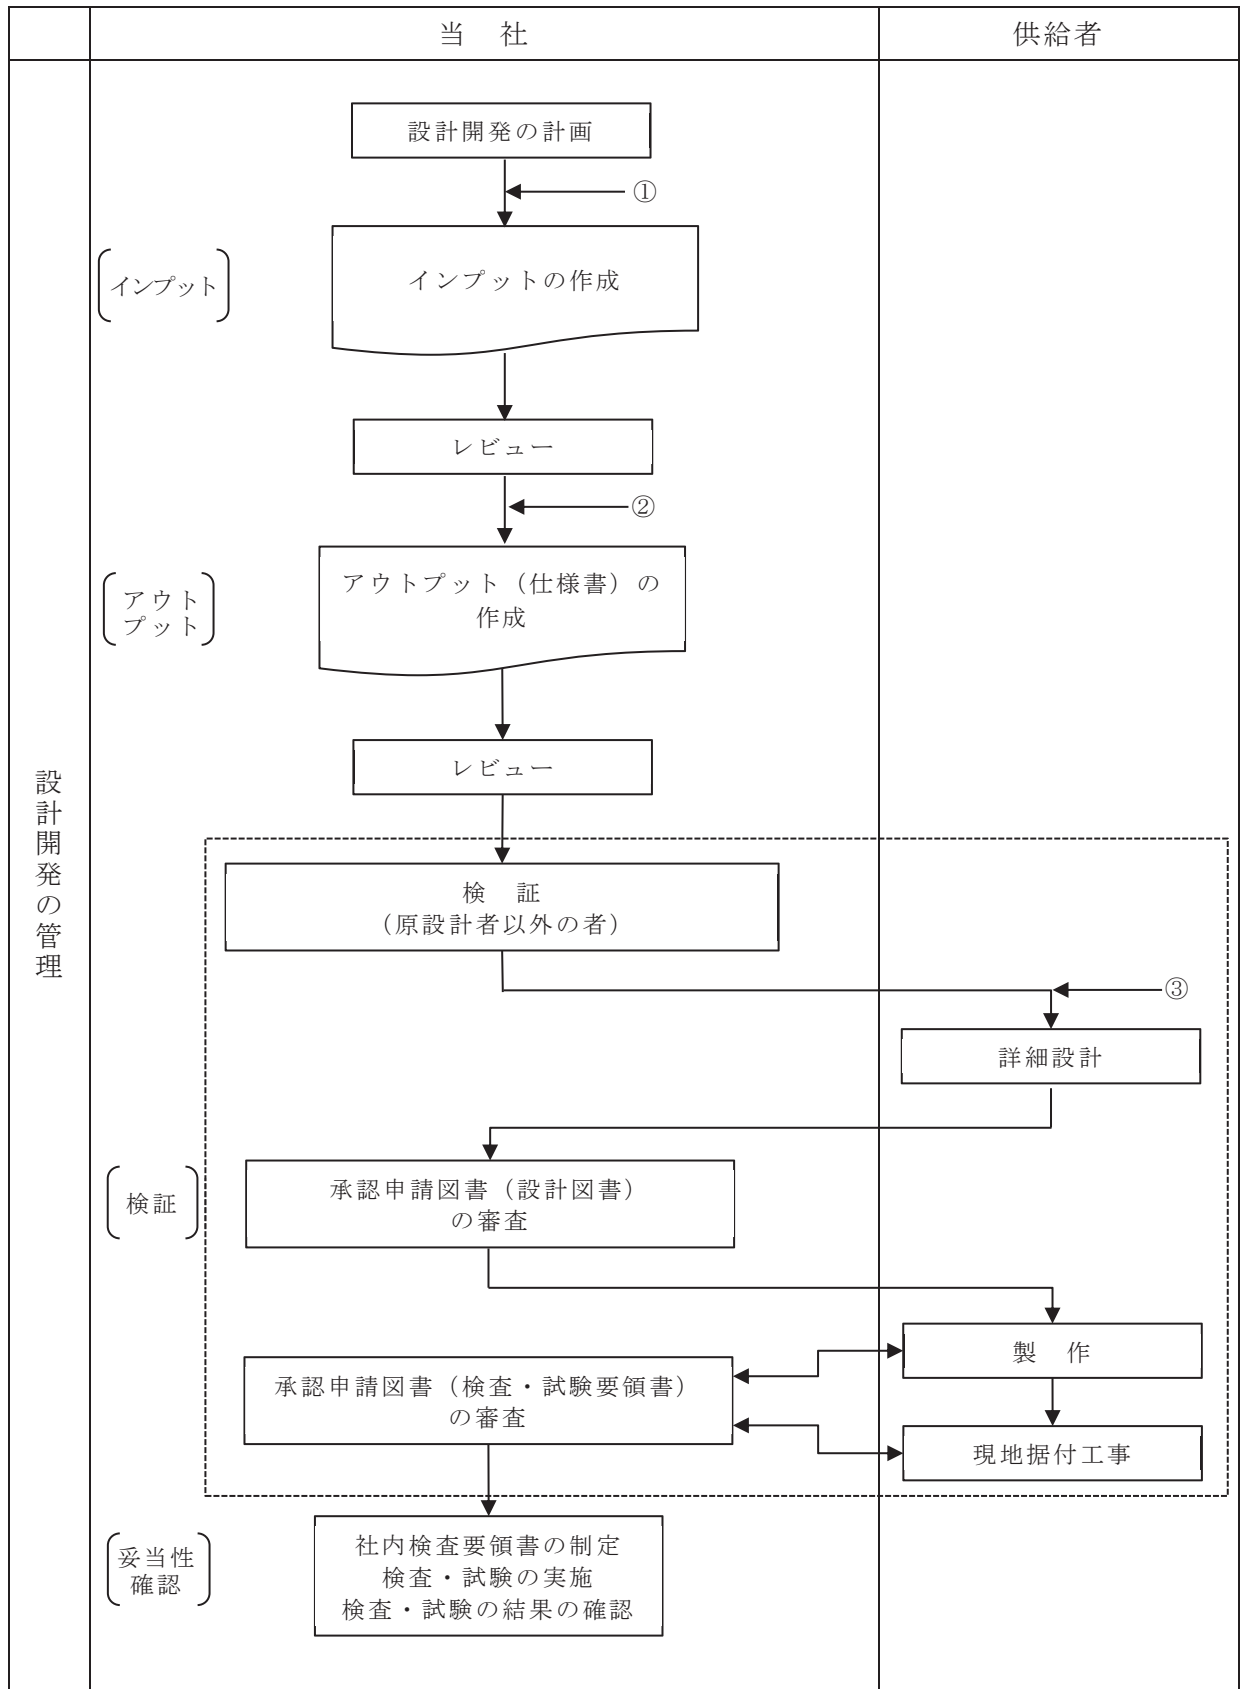 当 社
供給者
設計開発の管理
設計開発の計画
①
インプット
インプットの作成
レビュー
②
アウト
プット
アウトプット（仕様書）の
作成
レビュー
検 証
（原設計者以外の者）
③
詳細設計
検証
承認申請図書（設計図書）
の審査
製 作
承認申請図書（検査・試験要領書）
の審査
現地据付工事
妥当性
確認
社内検査要領書の制定
検査・試験の実施
検査・試験の結果の確認